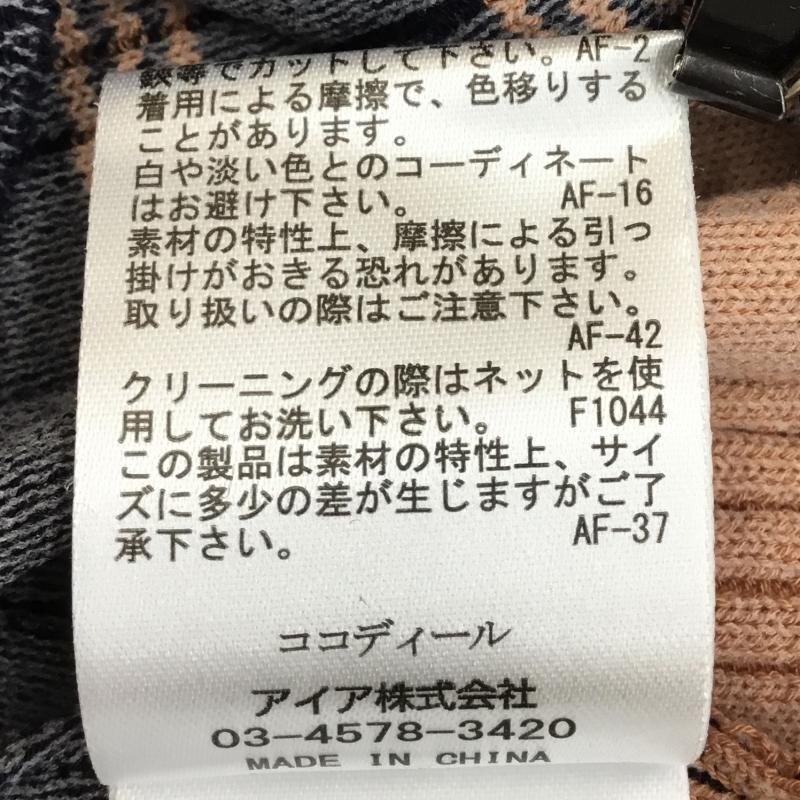 鋏等でカットして下さい。AF-2
着用による摩擦で、色移りする
ことがあります。
白や淡い色とのコーディネート
はお避け下さい。 AF-16
素材の特性上、摩擦による引っ
掛けがおきる恐れがあります。
取り扱いの際はご注意下さい。
AF-42
クリーニングの際はネットを使
用してお洗い下さい。 F1044
この製品は素材の特性上、サイ
ズに多少の差が生じますがご了
承下さい。 AF-37
ココディール
アイア株式会社
03-4578-3420
MADE IN CHINA